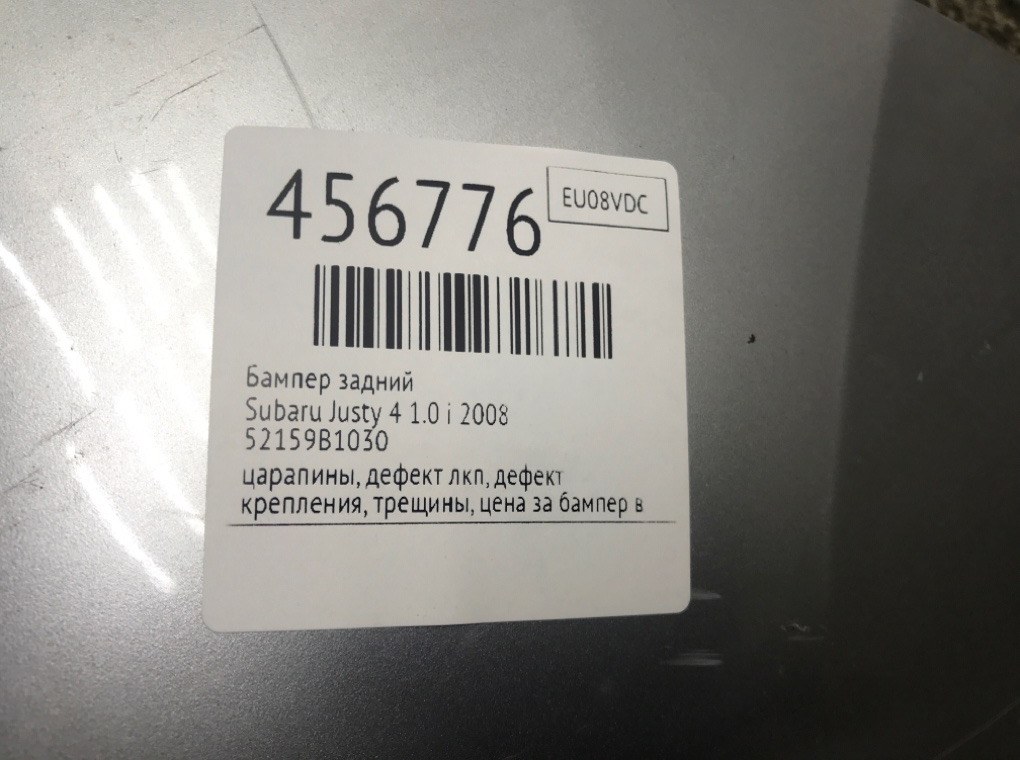 456776
EU08VDC
Бампер задний
Subaru Justy 4 1.0 i 2008
52159B1030
царапины, дефект лкп, дефект
крепления, трещины, цена за бампер в